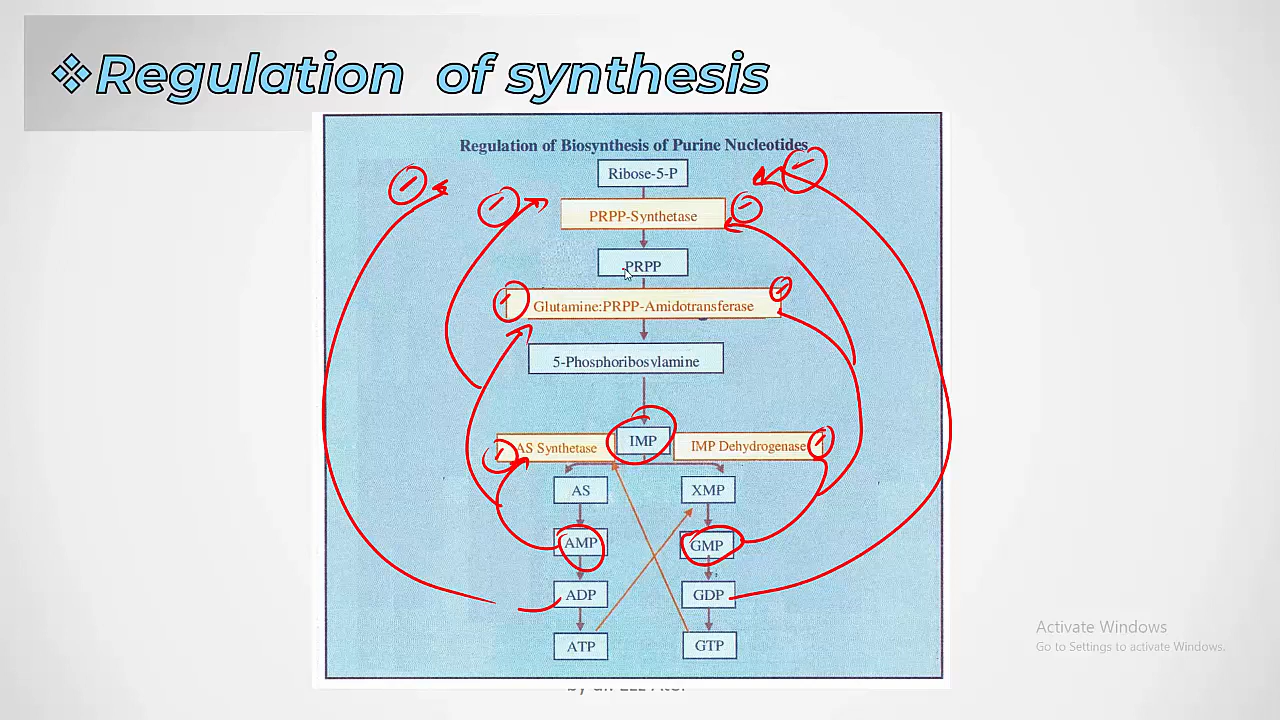 ❖Regulation of synthesis
Regulation of Biosynthesis of Purine Nucleotides
Ribose-5-P
PRPP-Synthetase
PRPP
Glutamine:PRPP-Amidotransferase
5-Phosphoribosylamine
AS Synthetase
IMP
IMP Dehydrogenase
AS
XMP
AMP
GMP
ADP
GDP
ATP
GTP
Activate Windows
Go to Settings to activate Windows.